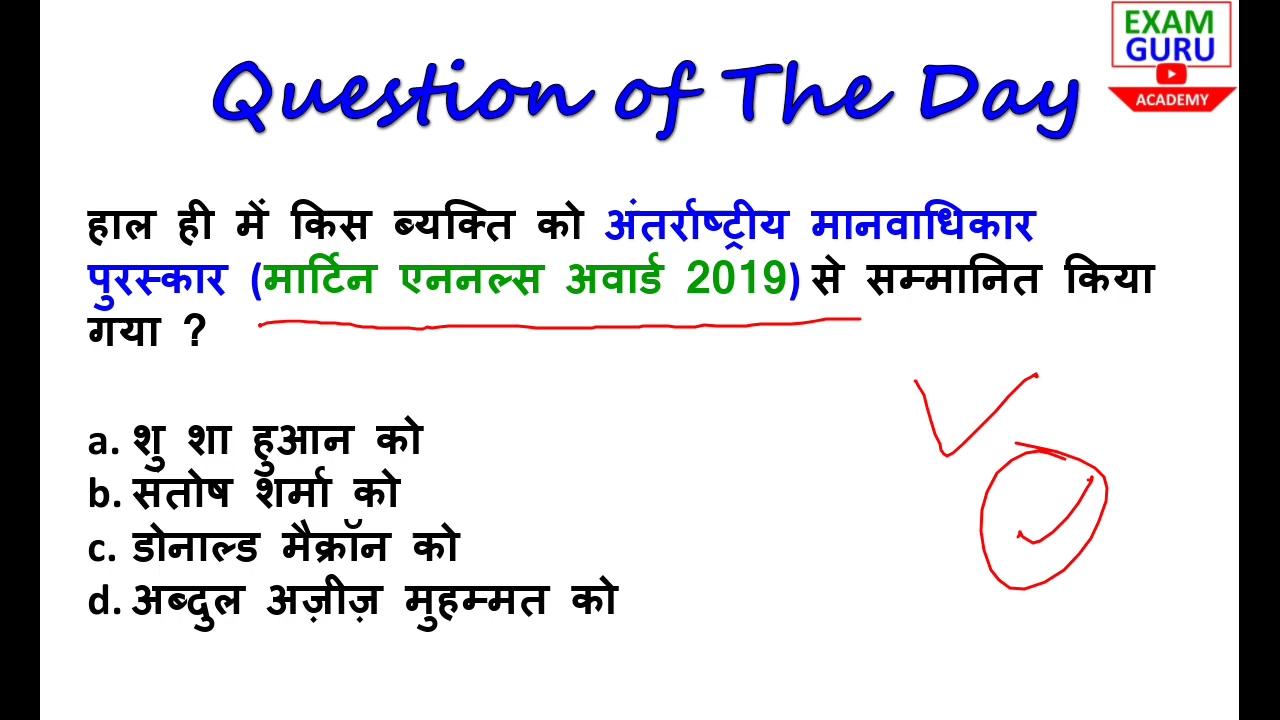 EXAM
GURU
ACADEMY
Question of The Day
हाल ही में किस ब्यक्ति को अंतर्राष्ट्रीय मानवाधिकार
पुरस्कार (मार्टिन एननल्स अवार्ड 2019) से सम्मानित किया
गया ?
a. शु शा हुआन को
b. संतोष शर्मा को
c. डोनाल्ड मैक्रॉन को
d. अब्दुल अज़ीज़ मुहम्मत को